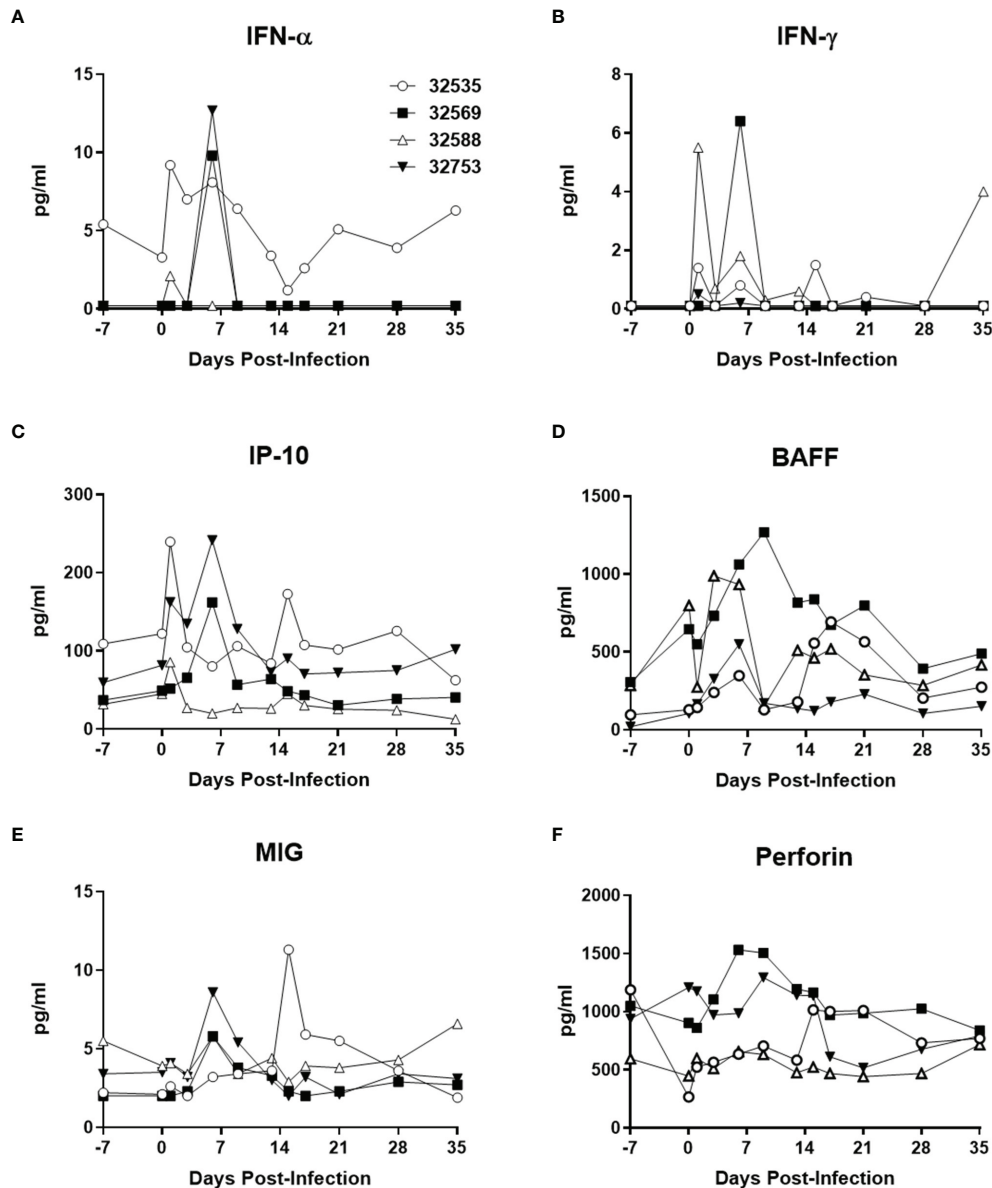 A
IFN-α
15
10
5
0
pg/ml
-7 0 7 14 21 28 35
Days Post-Infection
32535
32569
32588
32753
B
IFN-γ
8
6
4
2
0
pg/ml
-7 0 7 14 21 28 35
Days Post-Infection
C
IP-10
300
200
100
0
pg/ml
-7 0 7 14 21 28 35
Days Post-Infection
D
BAFF
1500
1000
500
0
pg/ml
-7 0 7 14 21 28 35
Days Post-Infection
E
MIG
15
10
5
0
pg/ml
-7 0 7 14 21 28 35
Days Post-Infection
F
Perforin
2000
1500
1000
500
0
pg/ml
-7 0 7 14 21 28 35
Days Post-Infection